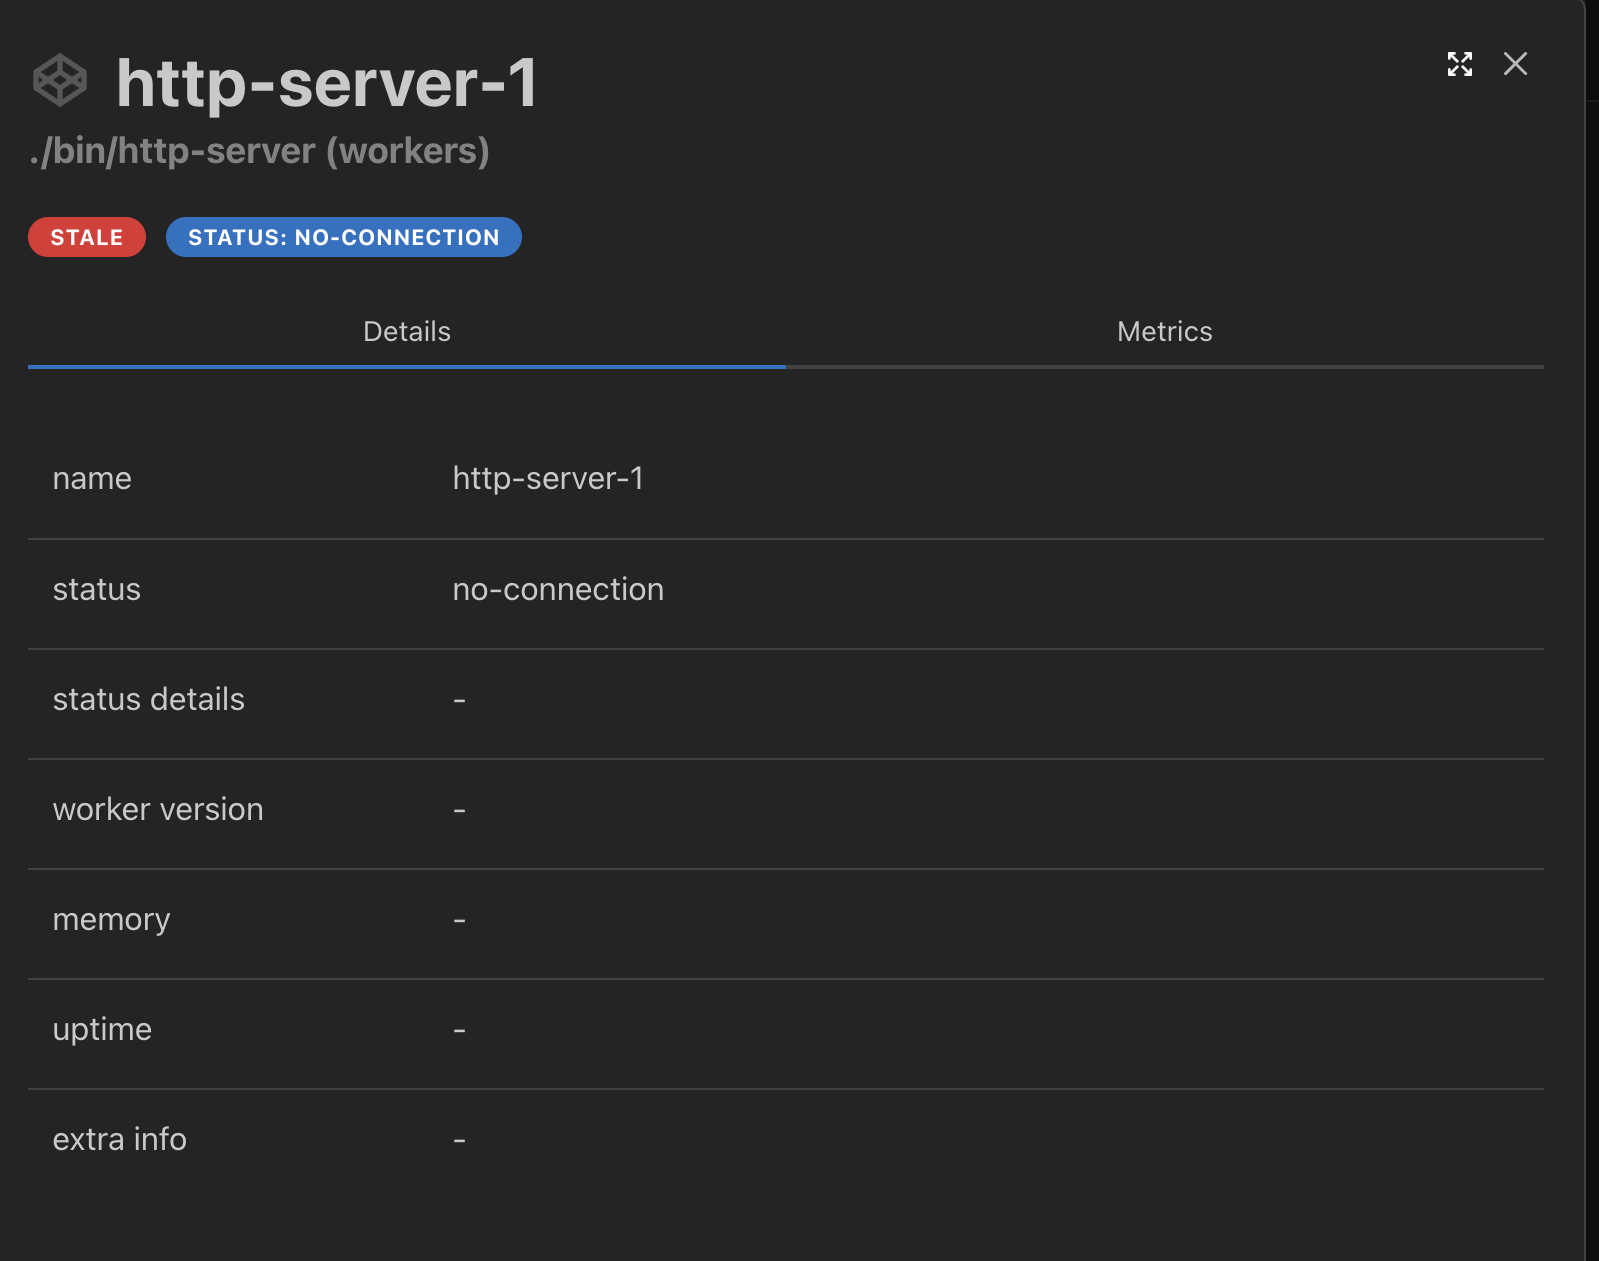 http-server-1
./bin/http-server (workers)
STALE STATUS: NO-CONNECTION
Details Metrics
name http-server-1
status no-connection
status details -
worker version -
memory -
uptime -
extra info -